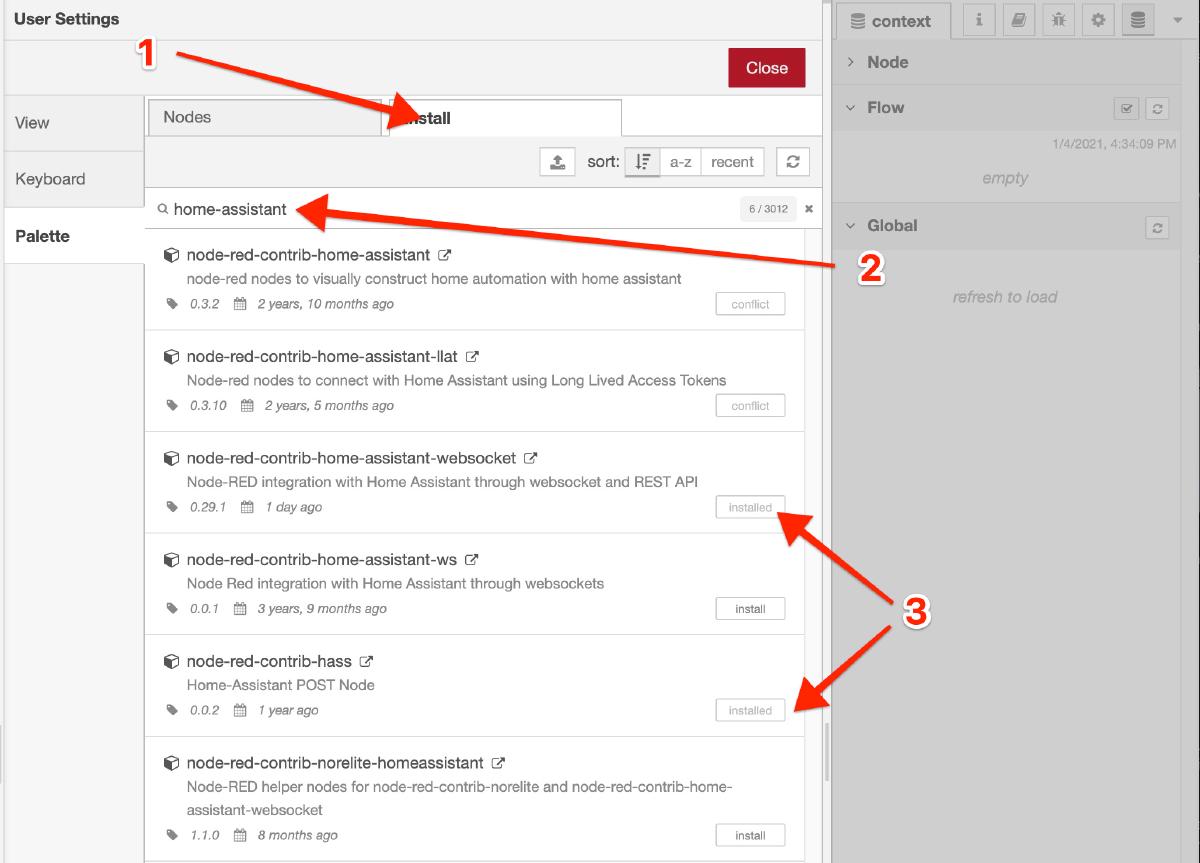 User Settings
1
Close
View
Keyboard
Palette
Nodes
Install
sort:
a-z
recent
home-assistant
6 / 3012
2
node-red-contrib-home-assistant
node-red nodes to visually construct home automation with home assistant
0.3.2 2 years, 10 months ago
conflict
node-red-contrib-home-assistant-llat
Node-red nodes to connect with Home Assistant using Long Lived Access Tokens
0.3.10 2 years, 5 months ago
conflict
node-red-contrib-home-assistant-websocket
Node-RED integration with Home Assistant through websocket and REST API
0.29.1 1 day ago
installed
node-red-contrib-home-assistant-ws
Node Red integration with Home Assistant through websockets
0.0.1 3 years, 9 months ago
install
3
node-red-contrib-hass
Home-Assistant POST Node
0.0.2 1 year ago
installed
node-red-contrib-norelite-homeassistant
Node-RED helper nodes for node-red-contrib-norelite and node-red-contrib-home-
assistant-websocket
1.1.0 8 months ago
install
context
Node
Flow
1/4/2021, 4:34:09 PM
empty
Global
refresh to load